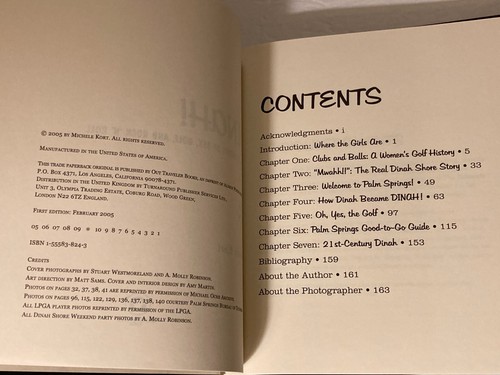 © 2005 by Michele Kort. All rights reserved.
Manufactured in the United States of America.
This trade paperback original is published by Out Traveler Books, an imprint of
P.O. Box 4371, Los Angeles, California 90078-4371.
Distribution in the United Kingdom by Turnaround Publisher Services Ltd.,
Unit 3, Olympia Trading Estate, Coburg Road, Wood Green,
London N22 6TZ England.
First edition: February 2005
05 06 07 08 09 ❖ 10 9 8 7 6 5 4 3 2 1
ISBN 1-55583-824-3
Credits
Cover photographs by Stuart Westmoreland and A. Molly Robinson.
Art direction by Matt Sams. Cover and interior design by Amy Martin.
Photos on pages 32, 37, 38, 41 are reprinted by permission of Michael
Photos on pages 96, 115, 122, 129, 136, 137, 138, 140 courtesy Palm Springs Bureau of
All LPGA player photos reprinted by permission of the LPGA.
All Dinah Shore Weekend party photos by A. Molly Robinson.
CONTENTS
Acknowledgments • i
Introduction: Where the Girls Are • 1
Chapter One: Clubs and Balls: A Women's Golf History • 5
Chapter Two: "Mwahh!": The Real Dinah Shore Story • 33
Chapter Three: Welcome to Palm Springs! • 49
Chapter Four: How Dinah Became DINAH! • 63
Chapter Five: Oh, Yes, the Golf • 97
Chapter Six: Palm Springs Good-to-Go Guide • 115
Chapter Seven: 21st-Century Dinah • 153
Bibliography • 159
About the Author • 161
About the Photographer • 163